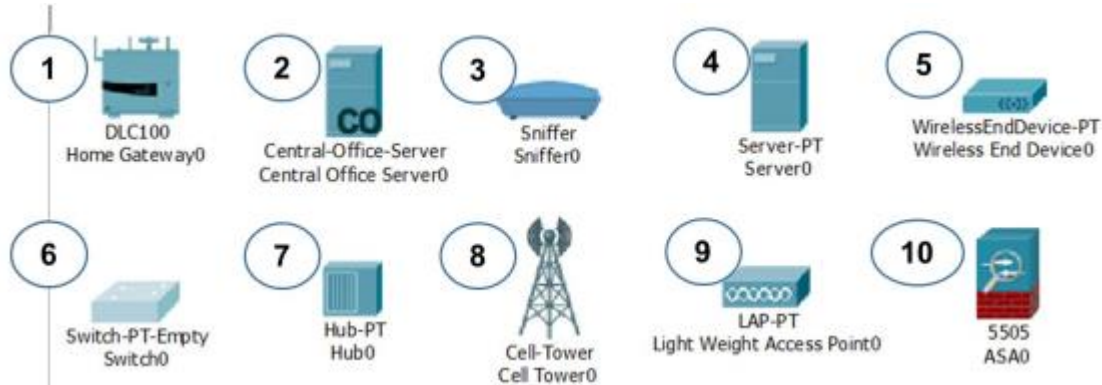 1
DLC100
Home Gateway0
2
CO
Central-Office-Server
Central Office Server0
3
Sniffer
Sniffer0
4
Server-PT
Server0
5
WirelessEndDevice-PT
Wireless End Device0
6
Switch-PT-Empty
Switch0
7
Hub-PT
Hub0
8
Cell-Tower
Cell Tower0
9
LAP-PT
Light Weight Access Point0
10
5505
ASA0